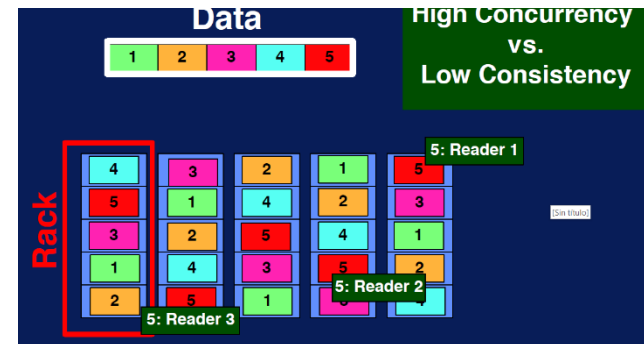 Data
High Concurrency
vs.
Low Consistency
1 2 3 4 5
5: Reader 1
4 3 2 1 5
5 1 4 2 3
[Sin título]
3 2 5 4 1
1 4 3 5 2
5: Reader 2
2 5 1 3 4
5: Reader 3
Rack